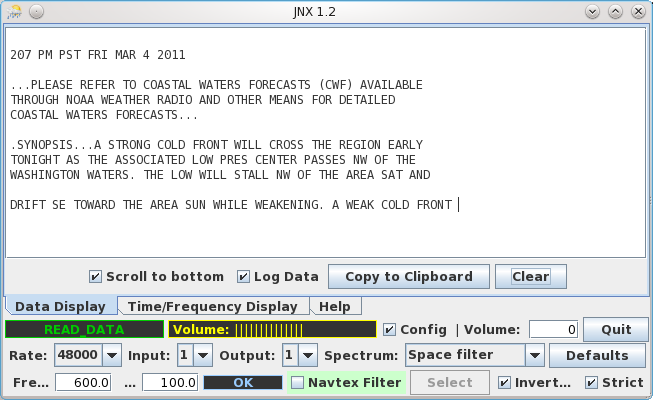 JNX 1.2
207 PM PST FRI MAR 4 2011
...PLEASE REFER TO COASTAL WATERS FORECASTS (CWF) AVAILABLE
THROUGH NOAA WEATHER RADIO AND OTHER MEANS FOR DETAILED
COASTAL WATERS FORECASTS...
.SYNOPSIS...A STRONG COLD FRONT WILL CROSS THE REGION EARLY
TONIGHT AS THE ASSOCIATED LOW PRES CENTER PASSES NW OF THE
WASHINGTON WATERS. THE LOW WILL STALL NW OF THE AREA SAT AND
DRIFT SE TOWARD THE AREA SUN WHILE WEAKENING. A WEAK COLD FRONT
Scroll to bottom Log Data Copy to Clipboard Clear
Data Display Time/Frequency Display Help
READ_DATA Volume: |||||||||||||| Config | Volume: 0 Quit
Rate: 48000 Input: 1 Output: 1 Spectrum: Space filter Defaults
Fre... 600.0 ... 100.0 OK Navtex Filter Select Invert... Strict